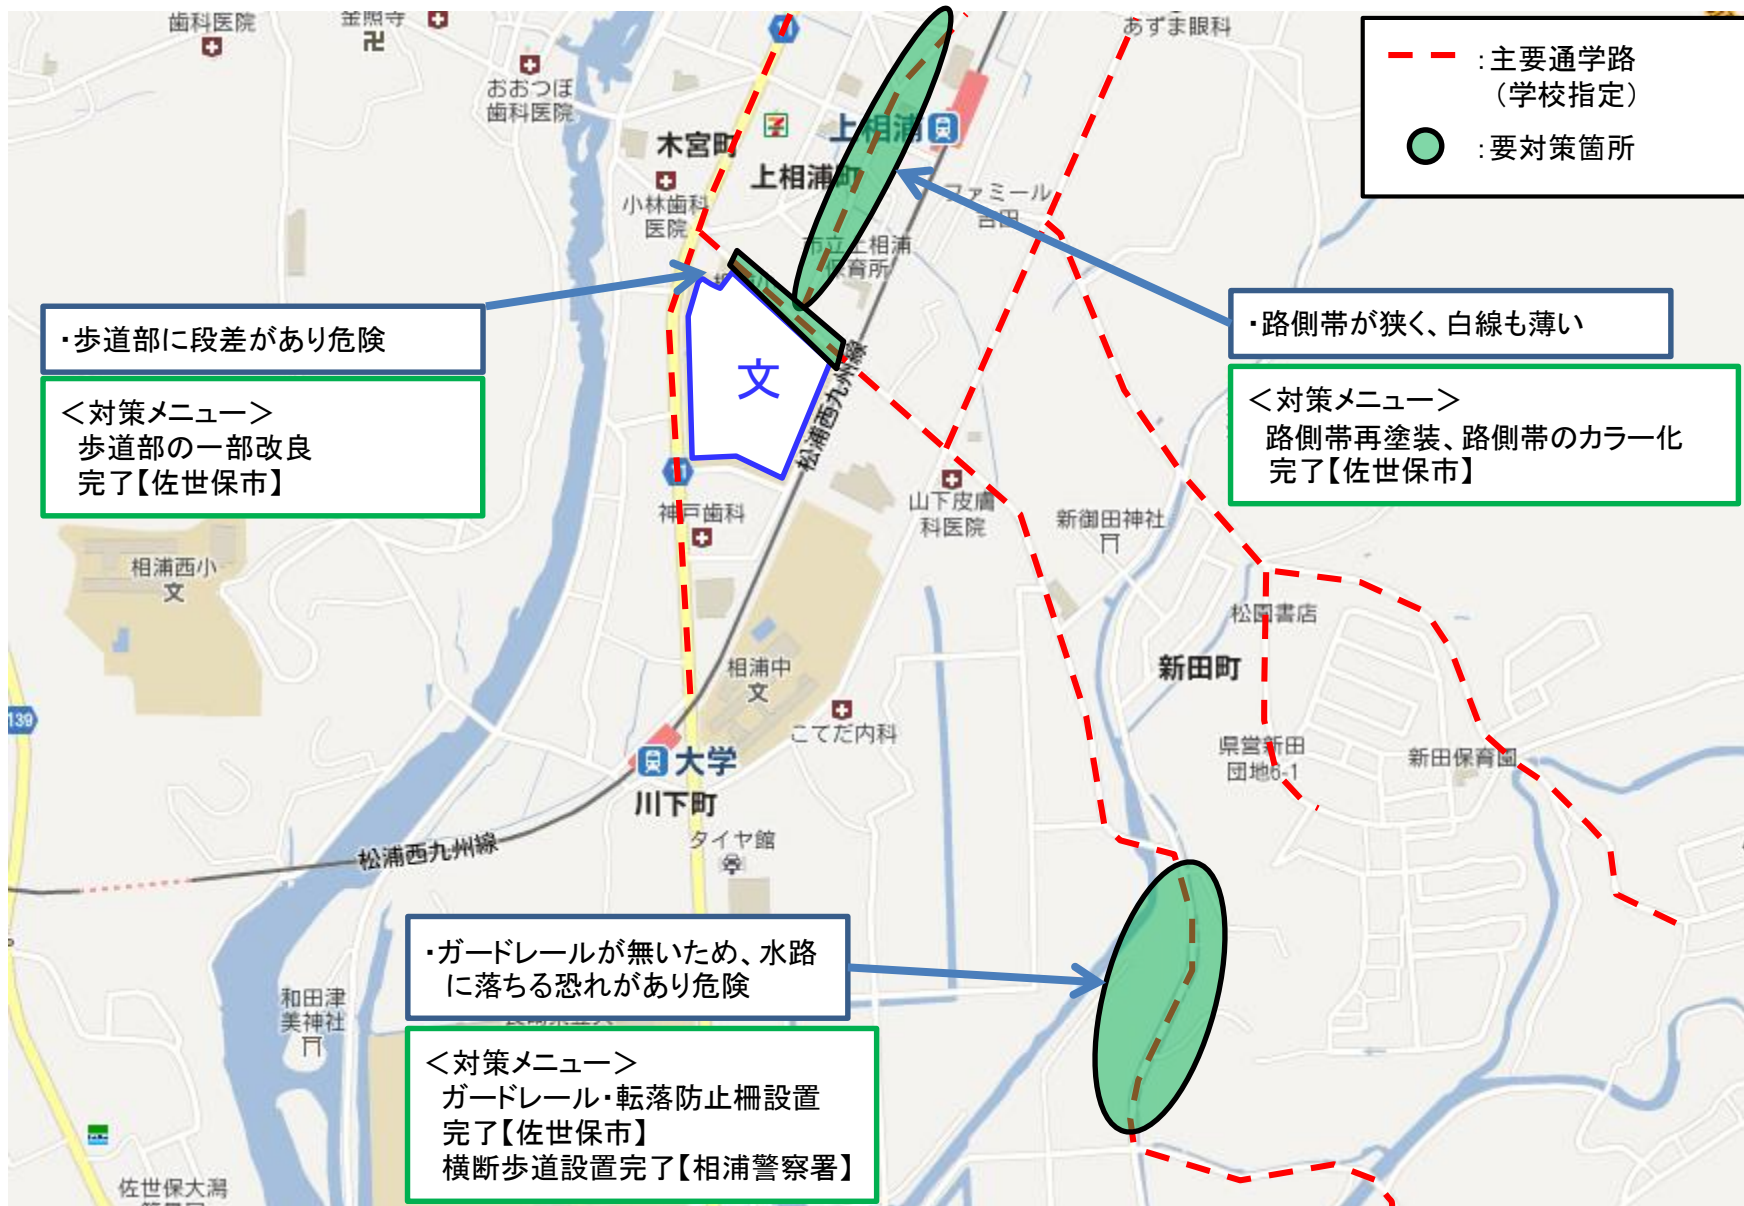 歯科医院
金照寺
あずま眼科
：主要通学路
（学校指定）
：要対策箇所
おおつぼ
歯科医院
木宮町
上相浦
上相浦町
小林歯科
医院
ファミール
吉田
市立上相浦
保育所
・歩道部に段差があり危険
＜対策メニュー＞
歩道部の一部改良
完了【佐世保市】
・路側帯が狭く、白線も薄い
＜対策メニュー＞
路側帯再塗装、路側帯のカラー化
完了【佐世保市】
文
松浦西九州線
神戸歯科
山下皮膚
科医院
新御田神社
相浦西小
文
松園書店
新田町
相浦中
文
139
こてだ内科
大学
川下町
県営新田
団地6-1
新田保育園
タイヤ館
松浦西九州線
・ガードレールが無いため、水路
に落ちる恐れがあり危険
和田津
美神社
＜対策メニュー＞
ガードレール・転落防止柵設置
完了【佐世保市】
横断歩道設置完了【相浦警察署】
佐世保大潟